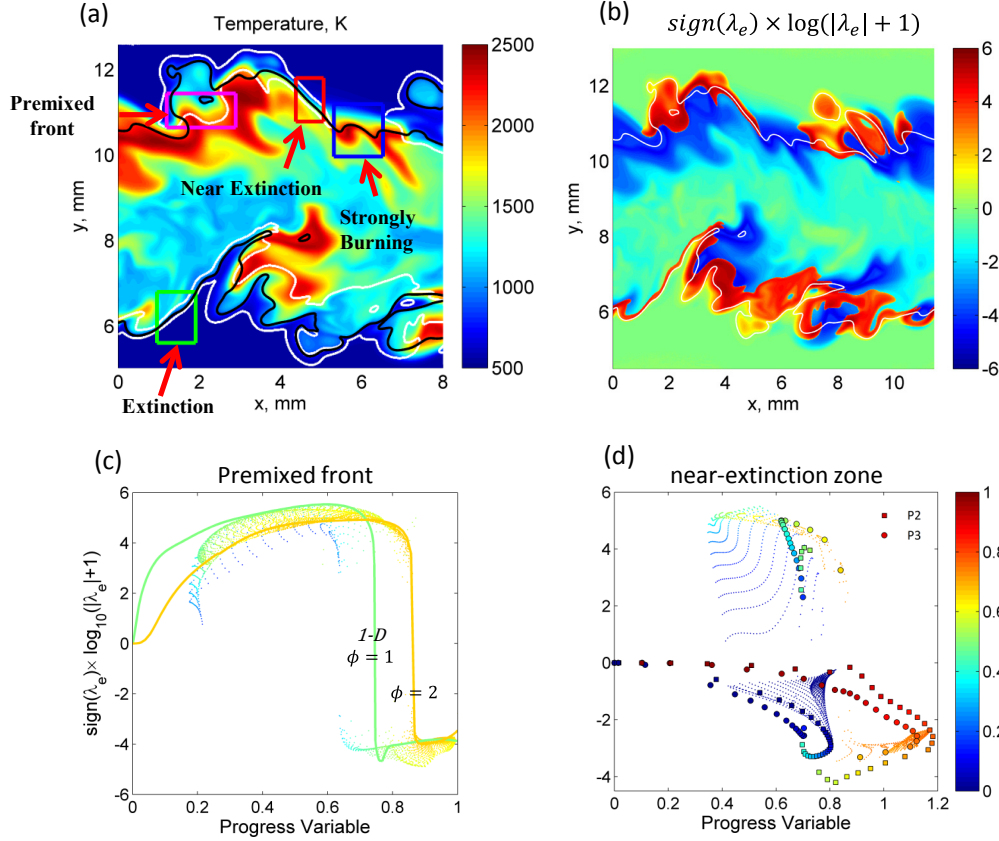 (a)
Temperature, K
12
10
8
6
y, mm
0
2
4
6
8
x, mm
2500
2000
1500
1000
500
Premixed
front
Near Extinction
Strongly
Burning
Extinction
(b)
sign(λe) × log(|λe| + 1)
12
11
10
9
8
7
6
5
y, mm
0
2
4
6
8
10
x, mm
6
4
2
0
-2
-4
-6
(c)
Premixed front
6
4
2
0
-2
-4
-6
sign(λe)× log10(|λe|+1)
1-D
ϕ = 1
ϕ = 2
0
0.2
0.4
0.6
0.8
1
Progress Variable
(d)
near-extinction zone
6
4
2
0
-2
-4
P2
P3
0
0.2
0.4
0.6
0.8
1
1.2
Progress Variable
1
0.8
0.6
0.4
0.2
0